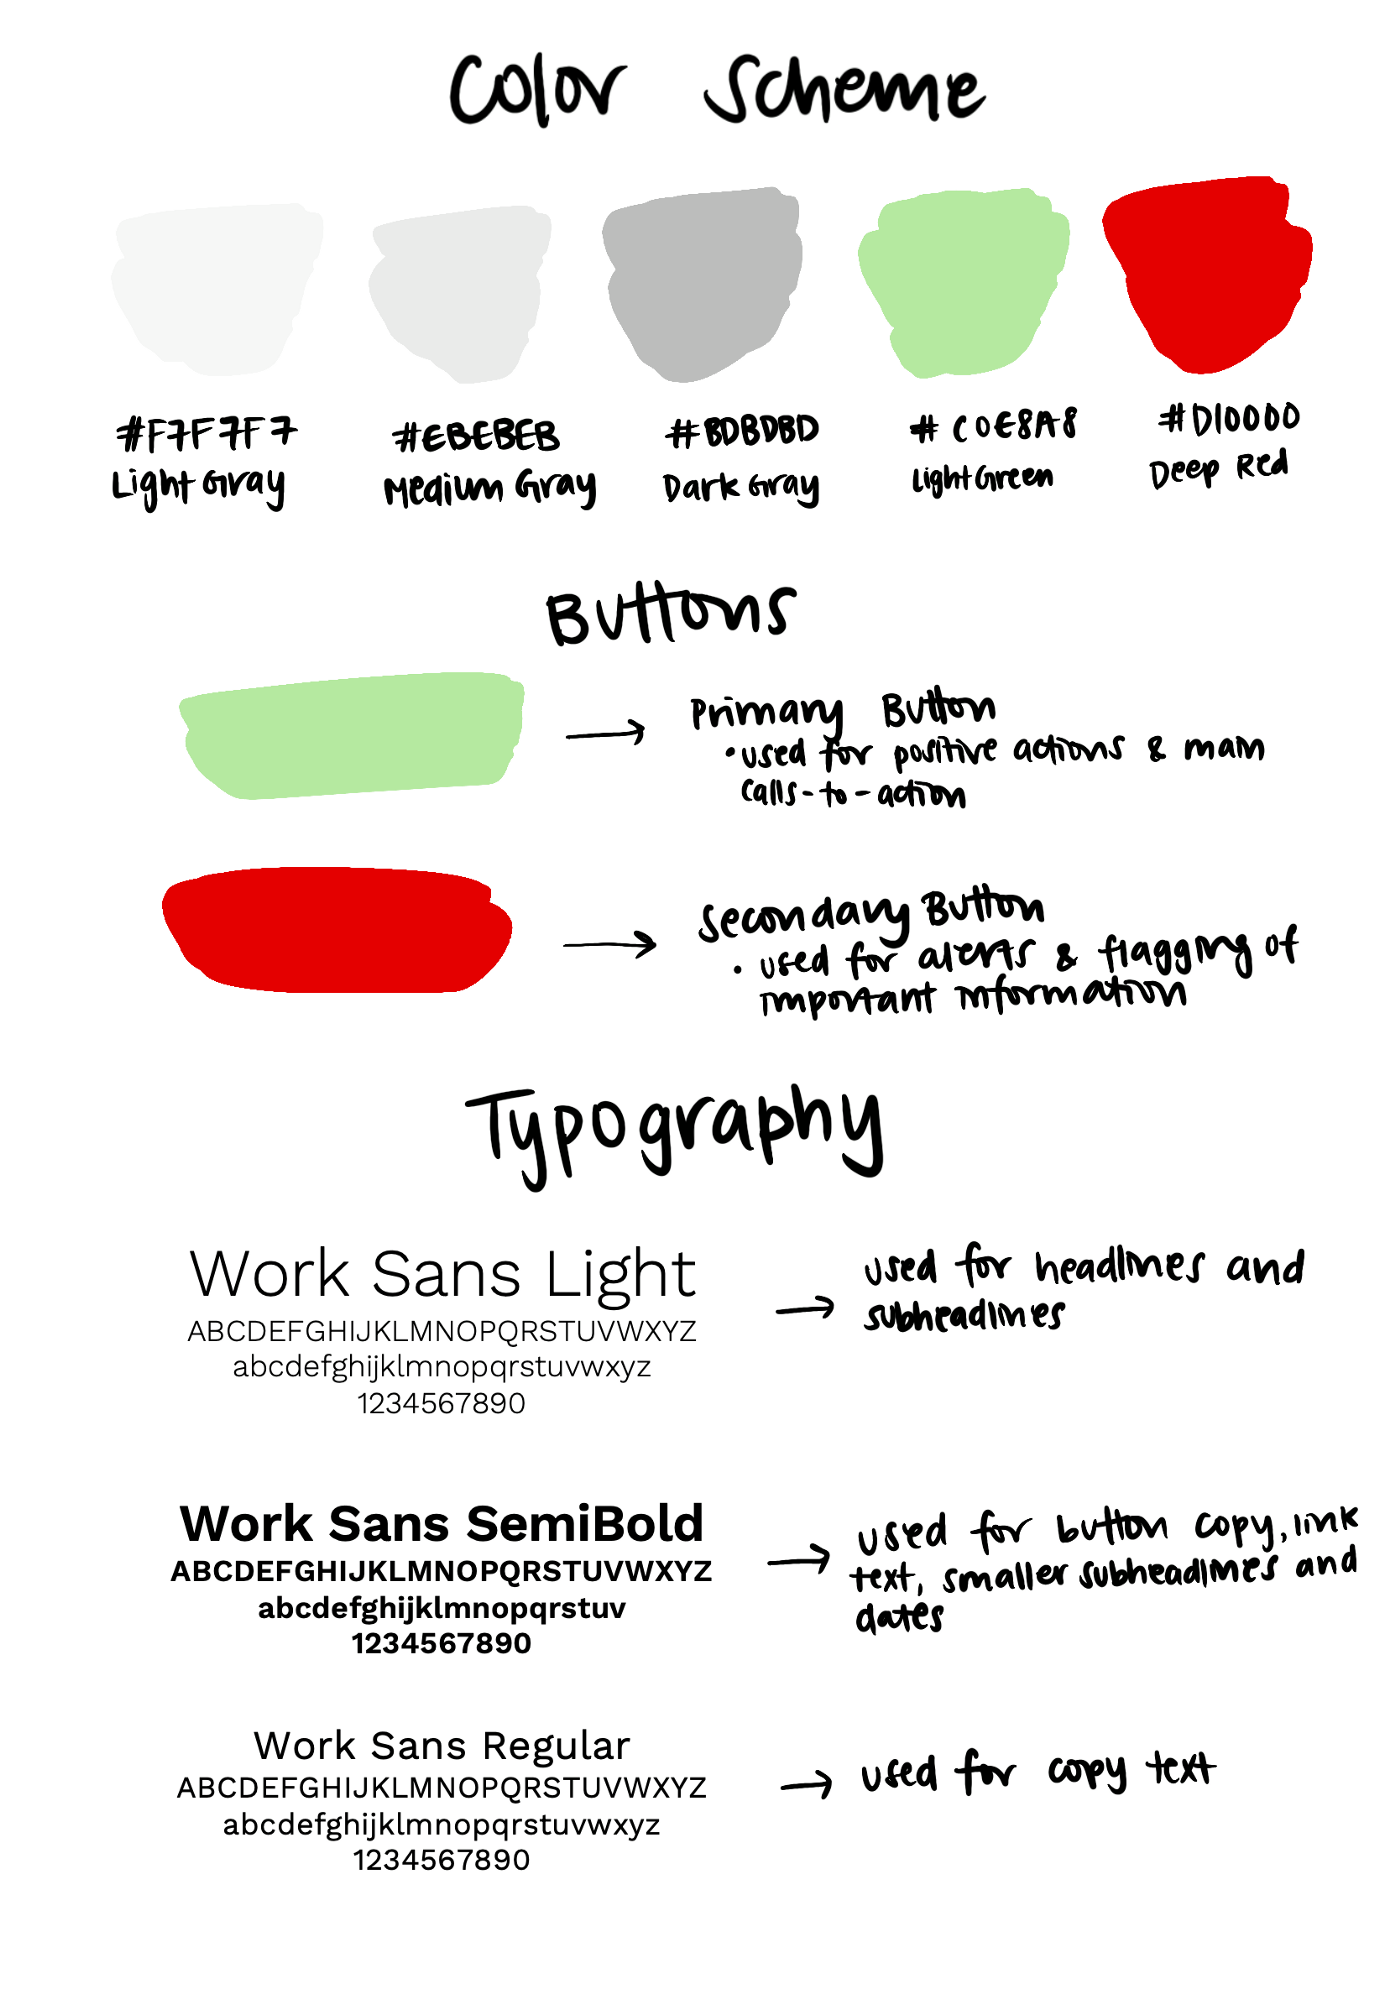 Color Scheme
#F7F7F7 #EBEBEB #BDBDBD #C0E8A8 #D10000
Light Gray Medium Gray Dark Gray Light Green Deep Red
Buttons
Primary Button
• used for positive actions & main
calls-to-action
Secondary Button
• used for alerts & flagging of
important information
Typography
Work Sans Light
ABCDEFGHIJKLMNOPQRSTUVWXYZ
abcdefghijklmnopqrstuvwxyz
1234567890
→ used for headlines and
subheadlines
Work Sans SemiBold
ABCDEFGHIJKLMNOPQRSTUVWXYZ
abcdefghijklmnopqrstuv
1234567890
→ used for button copy, link
text, smaller subheadlines and
dates
Work Sans Regular
ABCDEFGHIJKLMNOPQRSTUVWXYZ
abcdefghijklmnopqrstuvwxyz
1234567890
→ used for copy text